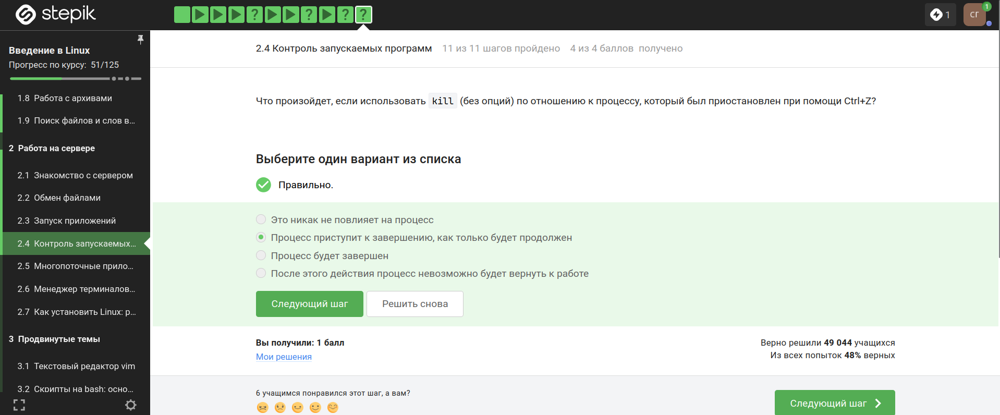 stepik
? ? ? ?
1
СГ
1
Введение в Linux
Прогресс по курсу: 51/125
1.8 Работа с архивами
1.9 Поиск файлов и слов в...
2 Работа на сервере
2.1 Знакомство с сервером
2.2 Обмен файлами
2.3 Запуск приложений
2.4 Контроль запускаемых...
2.5 Многопоточные прило...
2.6 Менеджер терминалов...
2.7 Как установить Linux: р...
3 Продвинутые темы
3.1 Текстовый редактор vim
3.2 Скрипты на bash: осно...
2.4 Контроль запускаемых программ 11 из 11 шагов пройдено 4 из 4 баллов получено
Что произойдет, если использовать kill (без опций) по отношению к процессу, который был приостановлен при помощи Ctrl+Z?
Выберите один вариант из списка
Правильно.
Это никак не повлияет на процесс
Процесс приступит к завершению, как только будет продолжен
Процесс будет завершен
После этого действия процесс невозможно будет вернуть к работе
Следующий шаг Решить снова
Вы получили: 1 балл
Мои решения
Верно решили 49 044 учащихся
Из всех попыток 48% верных
6 учащимся понравился этот шаг, а вам?
Следующий шаг